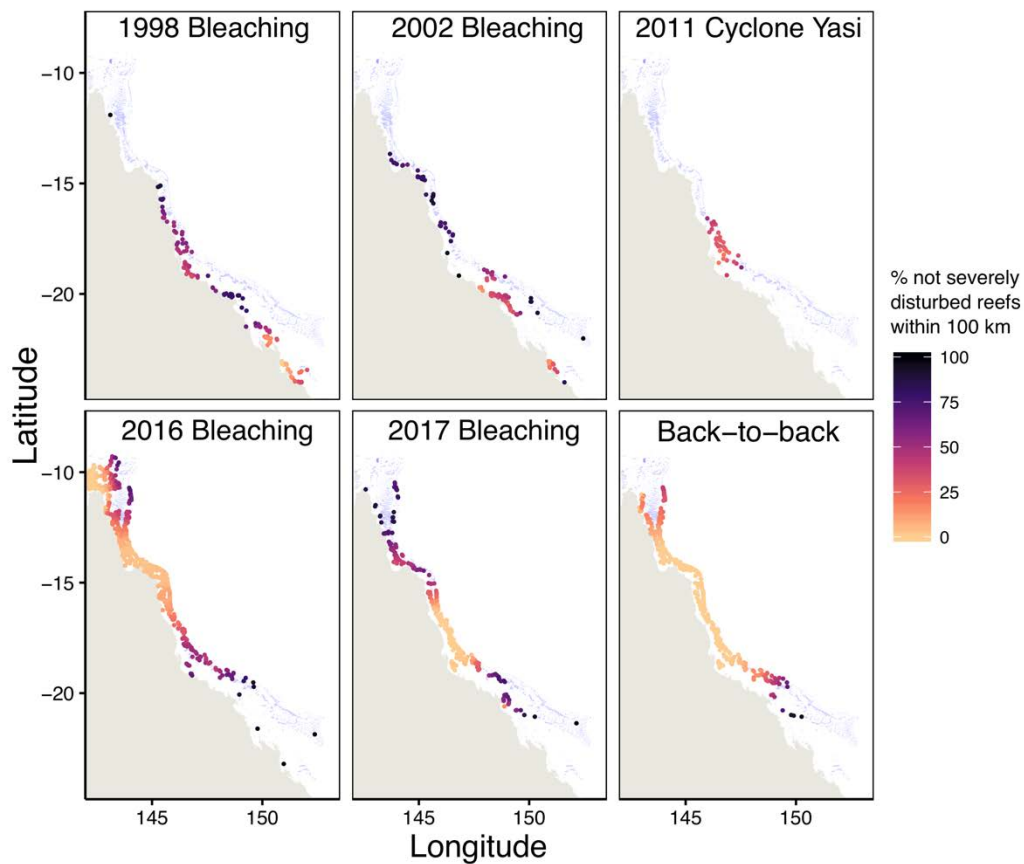 1998 Bleaching
2002 Bleaching
2011 Cyclone Yasi
−10
−15
−20
Latitude
2016 Bleaching
2017 Bleaching
Back−to−back
−10
−15
−20
145
150
145
150
145
150
Longitude
% not severely
disturbed reefs
within 100 km
100
75
50
25
0